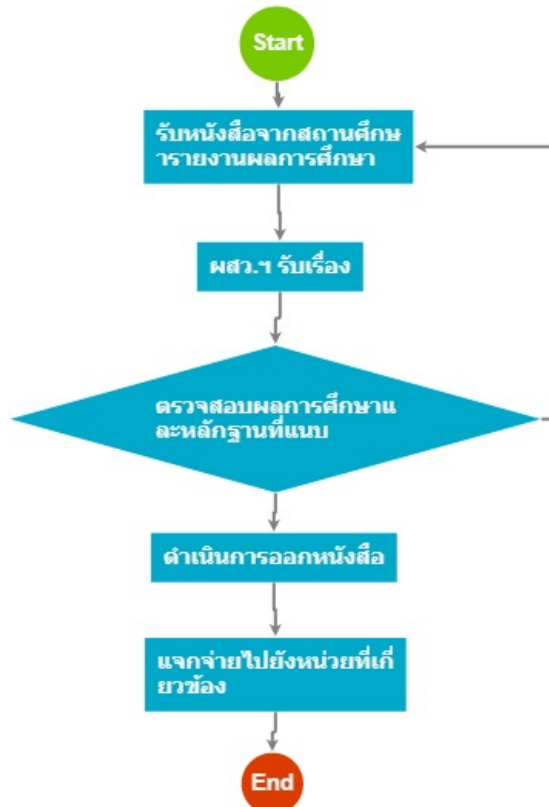 Start
รับหนังสือจากสถานศึกษ
ารายงานผลการศึกษา
ผสว.ฯ รับเรื่อง
ตรวจสอบผลการศึกษาแ
ละหลักฐานที่แนบ
ดำเนินการออกหนังสือ
แจกจ่ายไปยังหน่วยที่เกี่
ยวข้อง
End